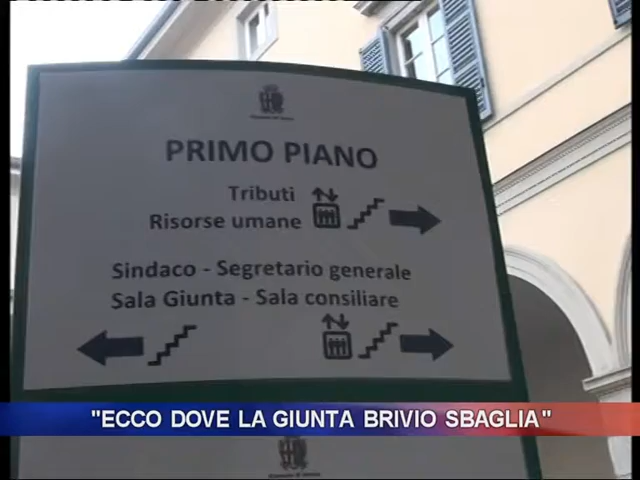 PRIMO PIANO
Tributi
Risorse umane
Sindaco - Segretario generale
Sala Giunta - Sala consiliare
"ECCO DOVE LA GIUNTA BRIVIO SBAGLIA"